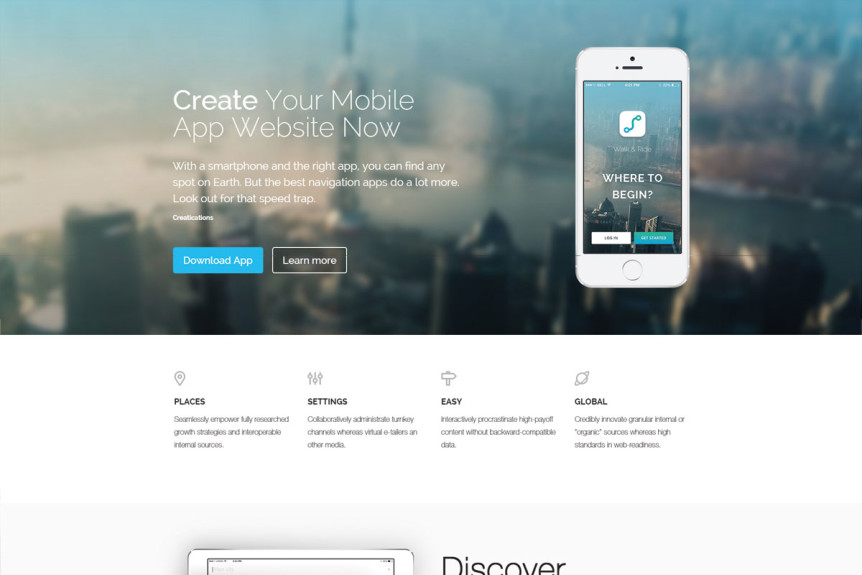 Create Your Mobile
App Website Now
With a smartphone and the right app, you can find any
spot on Earth. But the best navigation apps do a lot more.
Look out for that speed trap.
Creatications
Download App
Learn more
Walk & Ride
WHERE TO
BEGIN?
LOG IN
GET STARTED
PLACES
Seamlessly empower fully researched
growth strategies and interoperable
internal sources.
SETTINGS
Collaboratively administrate turnkey
channels whereas virtual e-tailers an
other media.
EASY
Interactively procrastinate high-payoff
content without backward-compatible
data.
GLOBAL
Credibly innovate granular internal or
"organic" sources whereas high
standards in web-readiness.
Discover